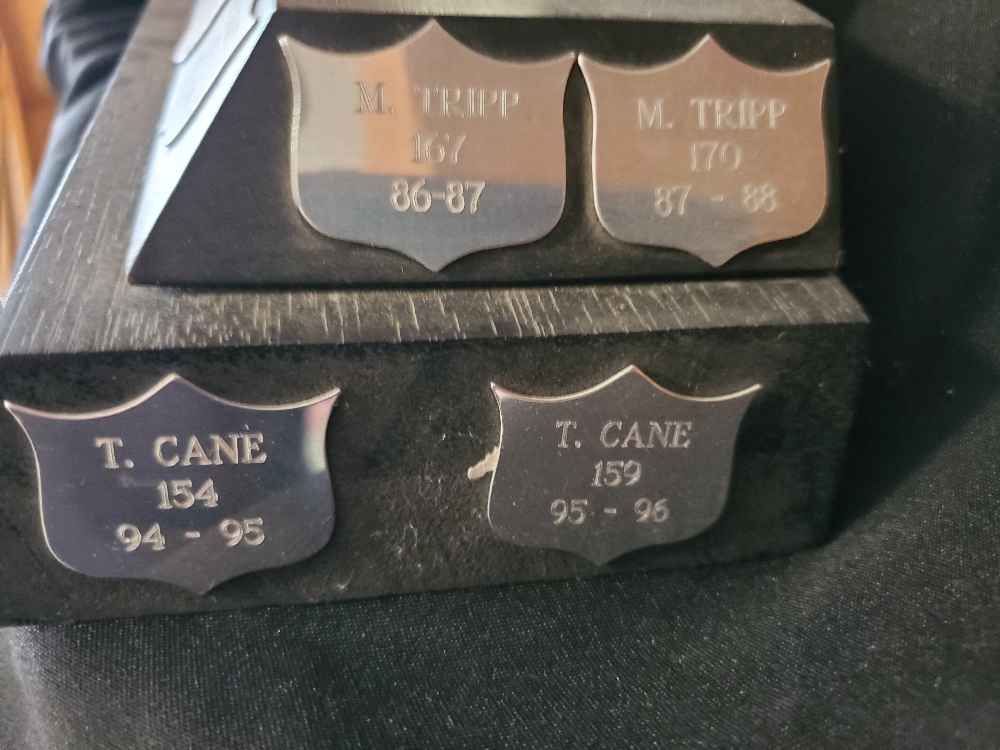 M. TRIPP
167
86-87
M. TRIPP
170
87 - 88
T. CANE
154
94 - 95
T. CANE
159
95 - 96